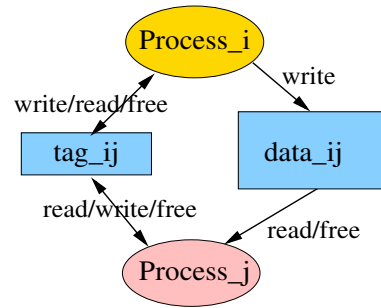 Process_i
write
write/read/free
tag_ij
data_ij
read/write/free
read/free
Process_j